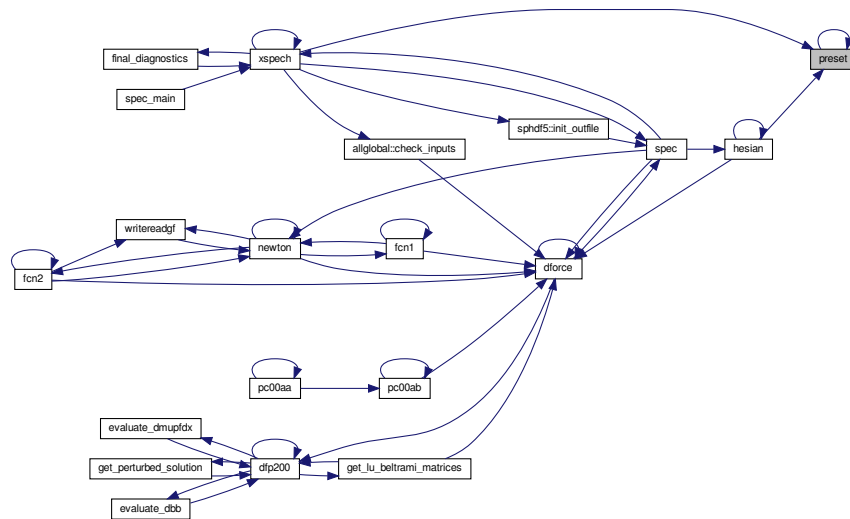 final_diagnostics
xspech
preset
spec_main
sphdf5::init_outfile
allglobal::check_inputs
spec
hesian
writereadgf
newton
fcn1
fcn2
dforce
pc00aa
pc00ab
evaluate_dmupfdx
get_perturbed_solution
dfp200
get_lu_beltrami_matrices
evaluate_dbb